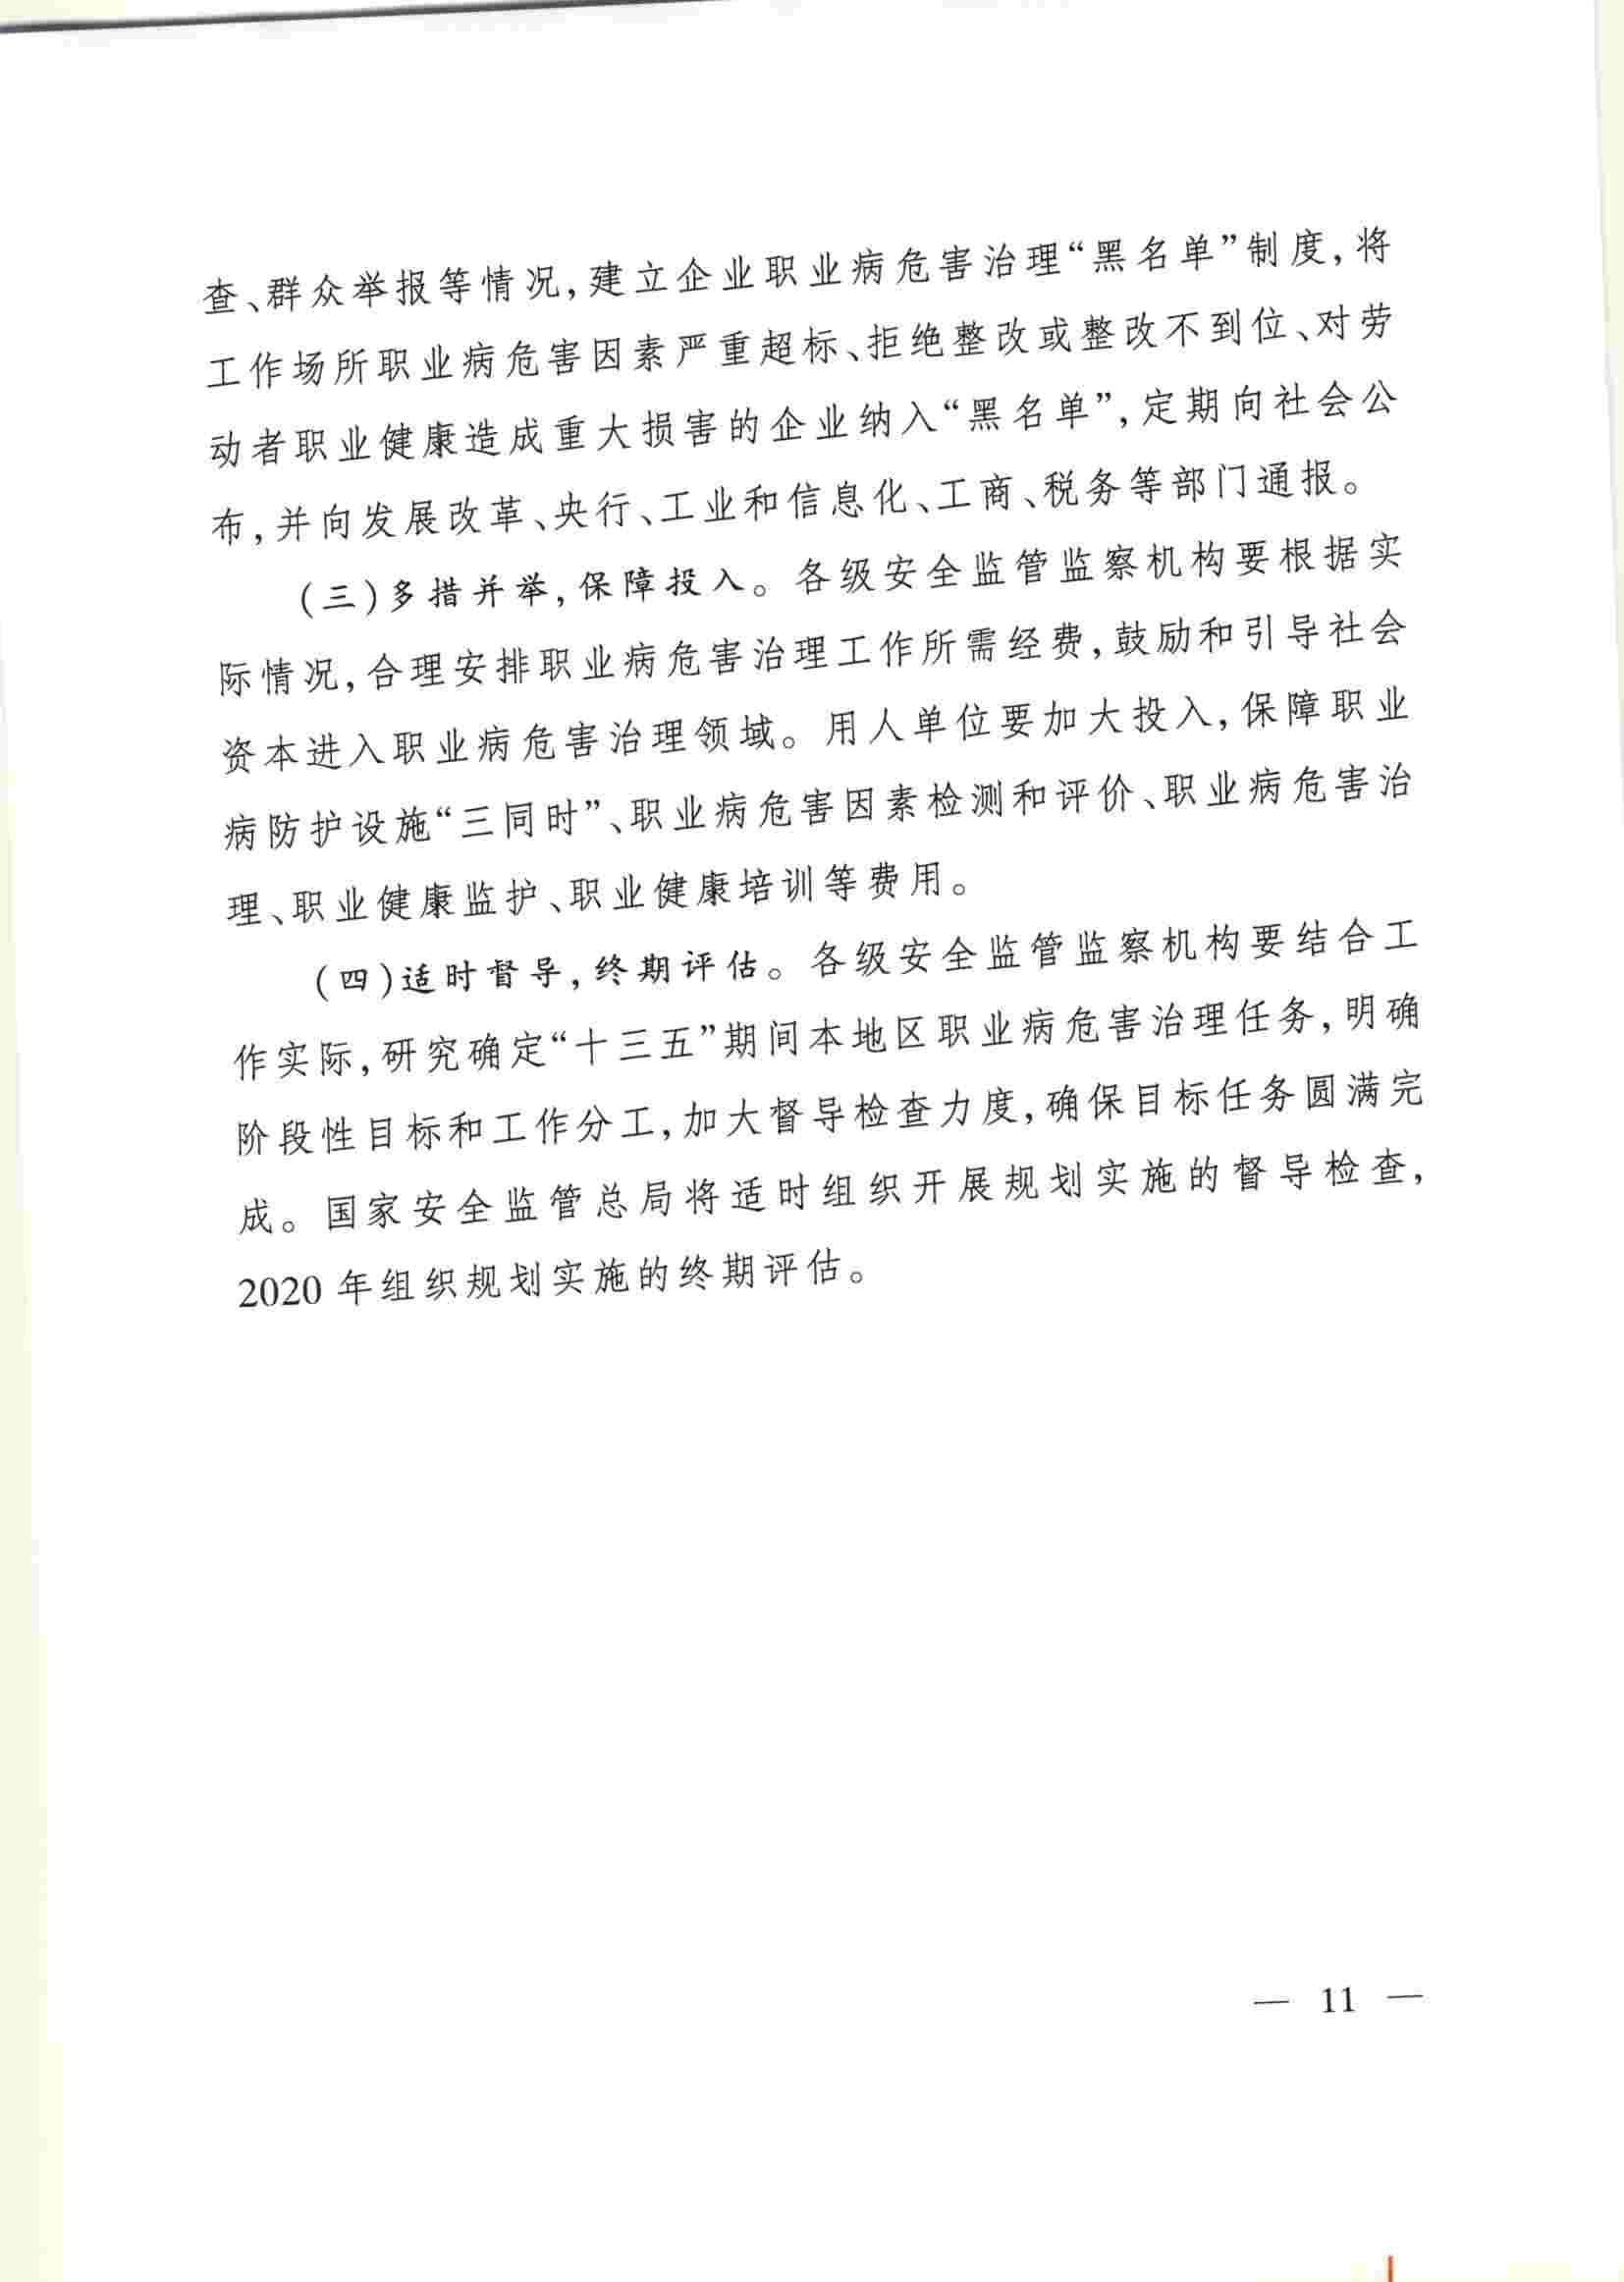 查、群众举报等情况,建立企业职业病危害治理“黑名单”制度,将
工作场所职业病危害因素严重超标、拒绝整改或整改不到位、对劳
动者职业健康造成重大损害的企业纳入“黑名单”,定期向社会公
布,并向发展改革、央行、工业和信息化、工商、税务等部门通报。
(三)多措并举,保障投入。各级安全监管监察机构要根据实
际情况,合理安排职业病危害治理工作所需经费,鼓励和引导社会
资本进入职业病危害治理领域。用人单位要加大投入,保障职业
病防护设施“三同时”、职业病危害因素检测和评价、职业病危害治
理、职业健康监护、职业健康培训等费用。
(四)适时督导,终期评估。各级安全监管监察机构要结合工
作实际,研究确定“十三五”期间本地区职业病危害治理任务,明确
阶段性目标和工作分工,加大督导检查力度,确保目标任务圆满完
成。国家安全监管总局将适时组织开展规划实施的督导检查,
2020 年组织规划实施的终期评估。
— 11 —